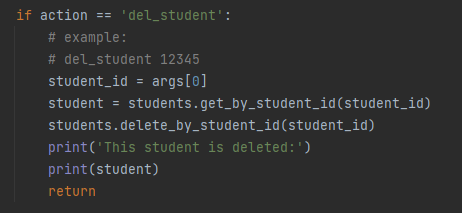 if action == 'del_student':
    # example:
    # del_student 12345
    student_id = args[0]
    student = students.get_by_student_id(student_id)
    students.delete_by_student_id(student_id)
    print('This student is deleted:')
    print(student)
    return